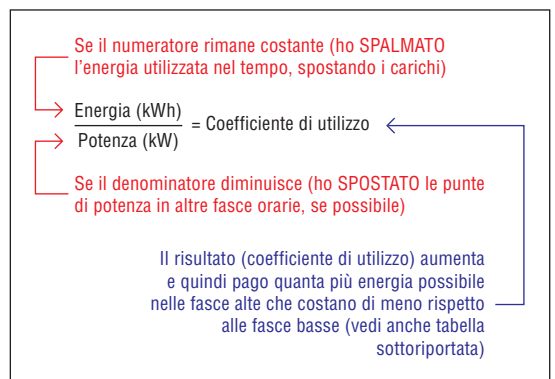 Se il numeratore rimane costante (ho SPALMATO
l'energia utilizzata nel tempo, spostando i carichi)
Energia (kWh)
Potenza (kW)
= Coefficiente di utilizzo
Se il denominatore diminuisce (ho SPOSTATO le punte
di potenza in altre fasce orarie, se possibile)
Il risultato (coefficiente di utilizzo) aumenta
e quindi pago quanta più energia possibile
nelle fasce alte che costano di meno rispetto
alle fasce basse (vedi anche tabella
sottoriportata)